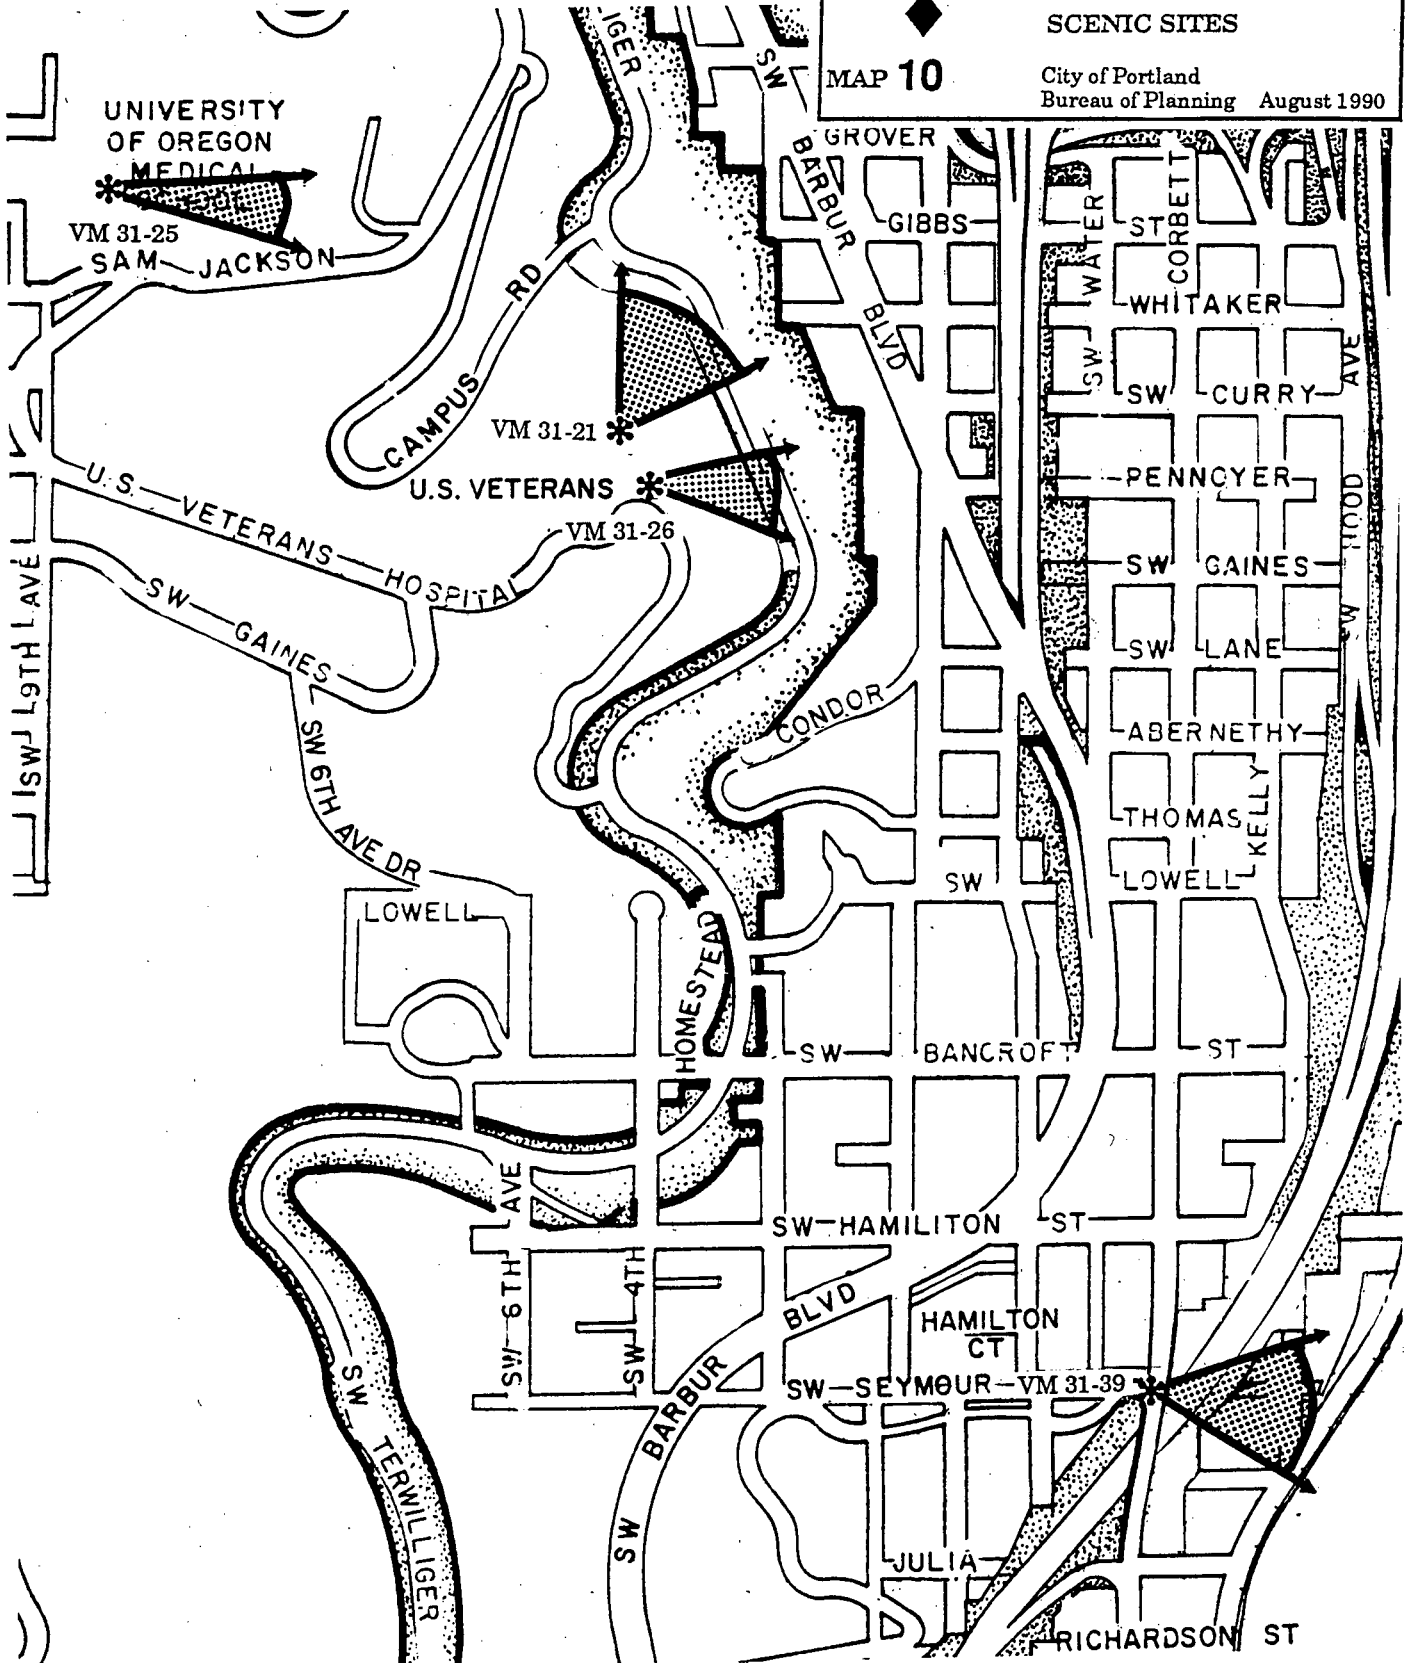 SCENIC SITES
MAP 10
City of Portland
Bureau of Planning August 1990
IGER
SW
BARBUR
BLVD
GROVER
UNIVERSITY
OF OREGON
MEDICAL
VM 31-25
SAM JACKSON
GIBBS
ST
CORBETT
WATER
SW
WHITAKER
CAMPUS RD
SW CURRY
AVE
VM 31-21
PENNOYER
U.S. VETERANS
VM 31-26
U.S. VETERANS HOSPITAL
HOOD
SW GAINES
SW GAINES
SW LANE
CONDOR
ABERNETHY
SW 6TH AVE DR
THOMAS
KELLY
SW
LOWELL
LOWELL
HOMESTEAD
SW BANCROFT ST
AVE
SW 6TH
SW 4TH
SW HAMILITON ST
BLVD
HAMILTON
CT
SW SEYMOUR
VM 31-39
BARBUR
SW
SW
TERWILLIGER
JULIA
RICHARDSON ST